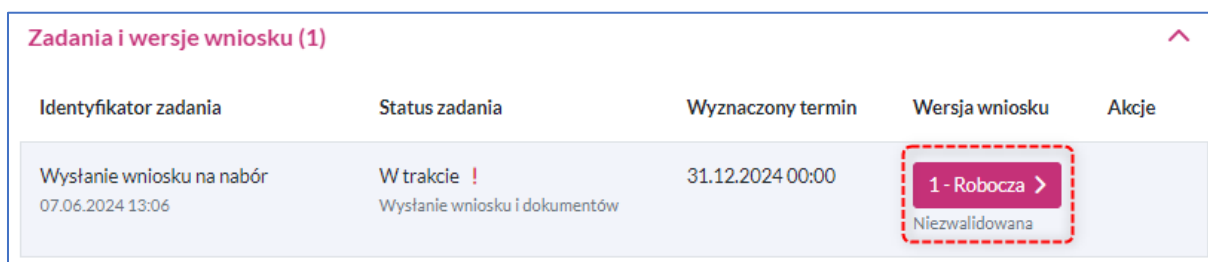 Zadania i wersje wniosku (1)
Identyfikator zadania Status zadania Wyznaczony termin Wersja wniosku Akcje
Wysłanie wniosku na nabór W trakcie ! 31.12.2024 00:00 1 - Robocza
07.06.2024 13:06 Wysłanie wniosku i dokumentów Niezwalidowana